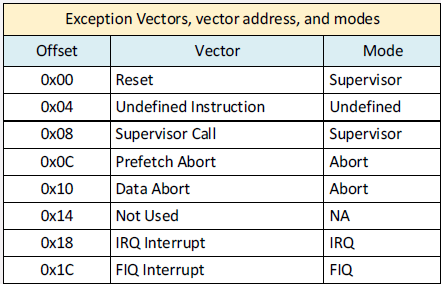 Exception Vectors, vector address, and modes
Offset Vector Mode
0x00 Reset Supervisor
0x04 Undefined Instruction Undefined
0x08 Supervisor Call Supervisor
0x0C Prefetch Abort Abort
0x10 Data Abort Abort
0x14 Not Used NA
0x18 IRQ Interrupt IRQ
0x1C FIQ Interrupt FIQ